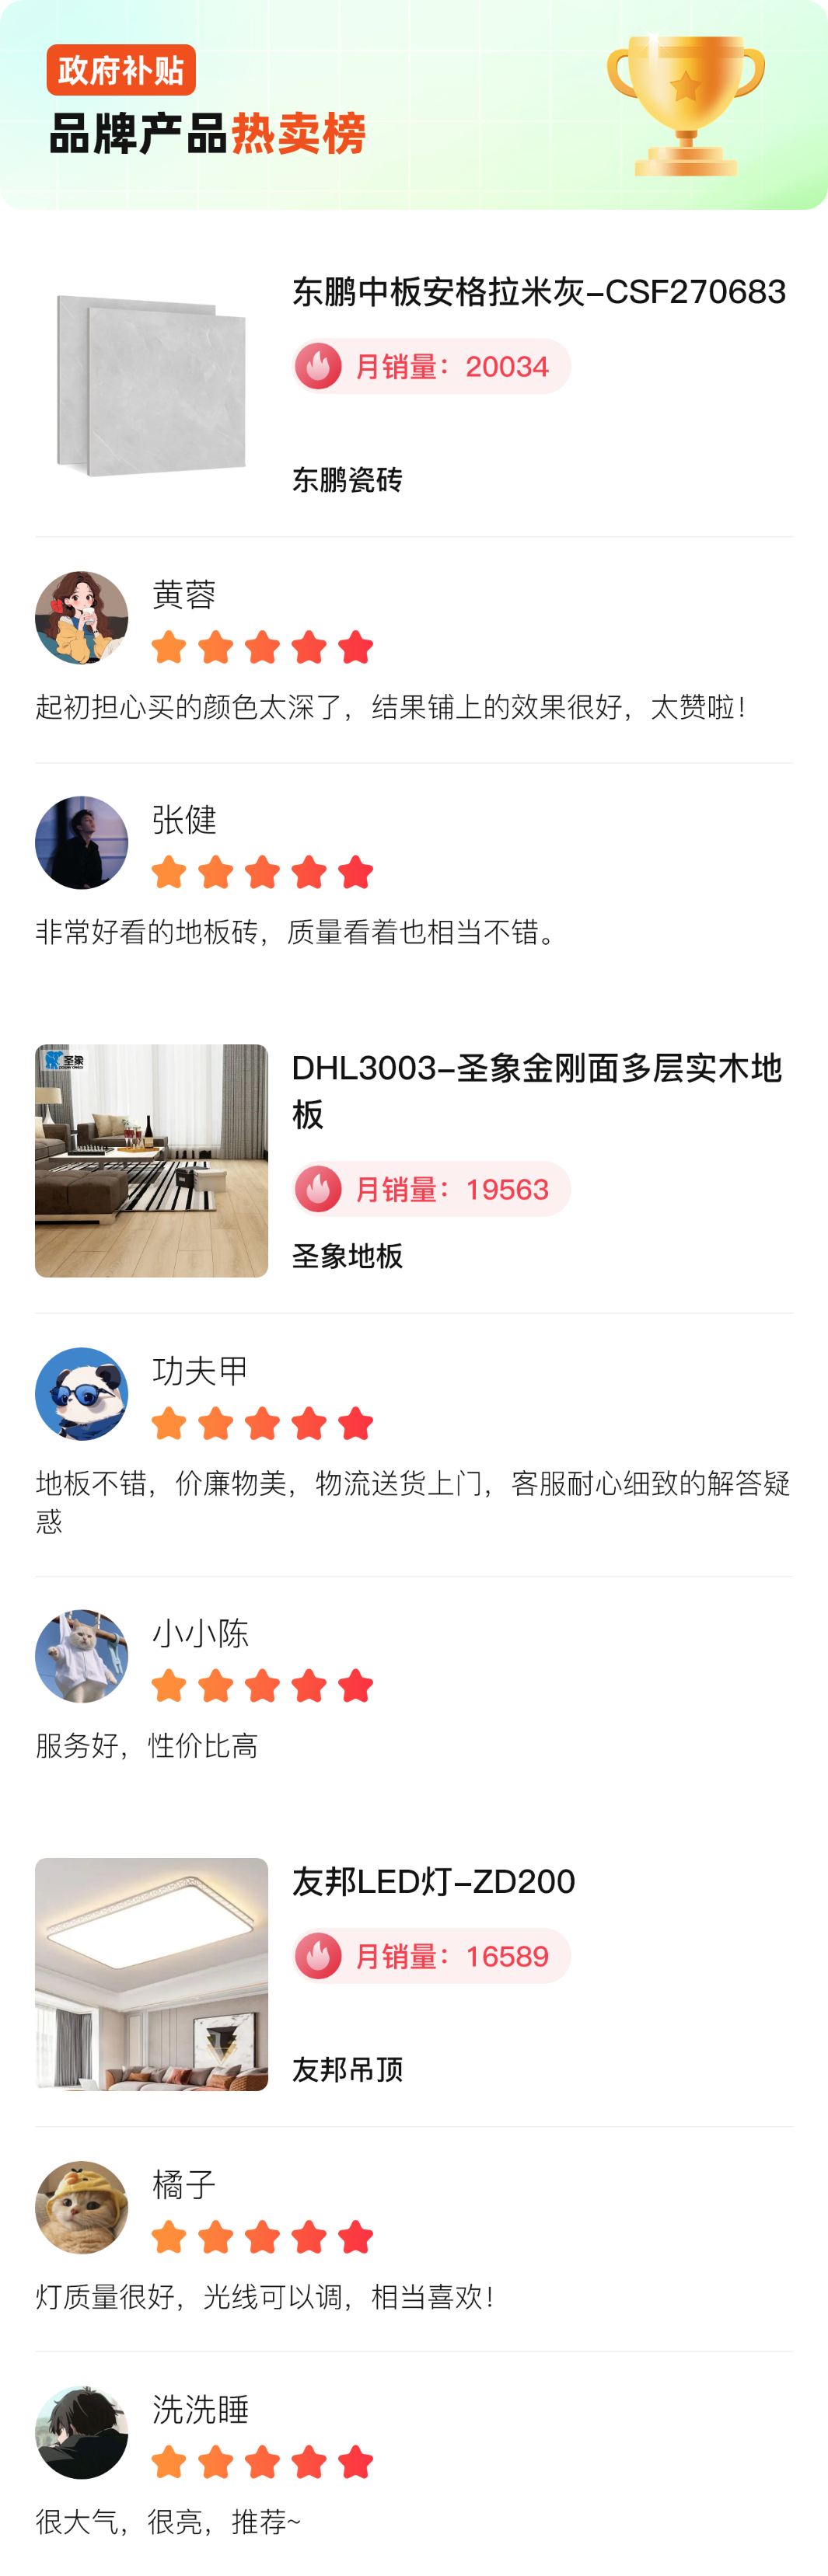 政府补贴
品牌产品热卖榜
东鹏中板安格拉米灰-CSF270683
月销量：20034
东鹏瓷砖
黄蓉
起初担心买的颜色太深了，结果铺上的效果很好，太赞啦！
张健
非常好看的地板砖，质量看着也相当不错。
圣象
DHL3003-圣象金刚面多层实木地
板
月销量：19563
圣象地板
功夫甲
地板不错，价廉物美，物流送货上门，客服耐心细致的解答疑
惑
小小陈
服务好，性价比高
友邦LED灯-ZD200
月销量：16589
友邦吊顶
橘子
灯质量很好，光线可以调，相当喜欢！
洗洗睡
很大气，很亮，推荐~